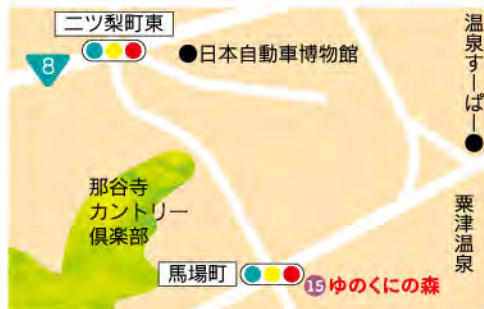 二ツ梨町東
8
●日本自動車博物館
温泉すーぱー●
那谷寺
カントリー
倶楽部
粟津温泉
馬場町
15 ゆのくにの森